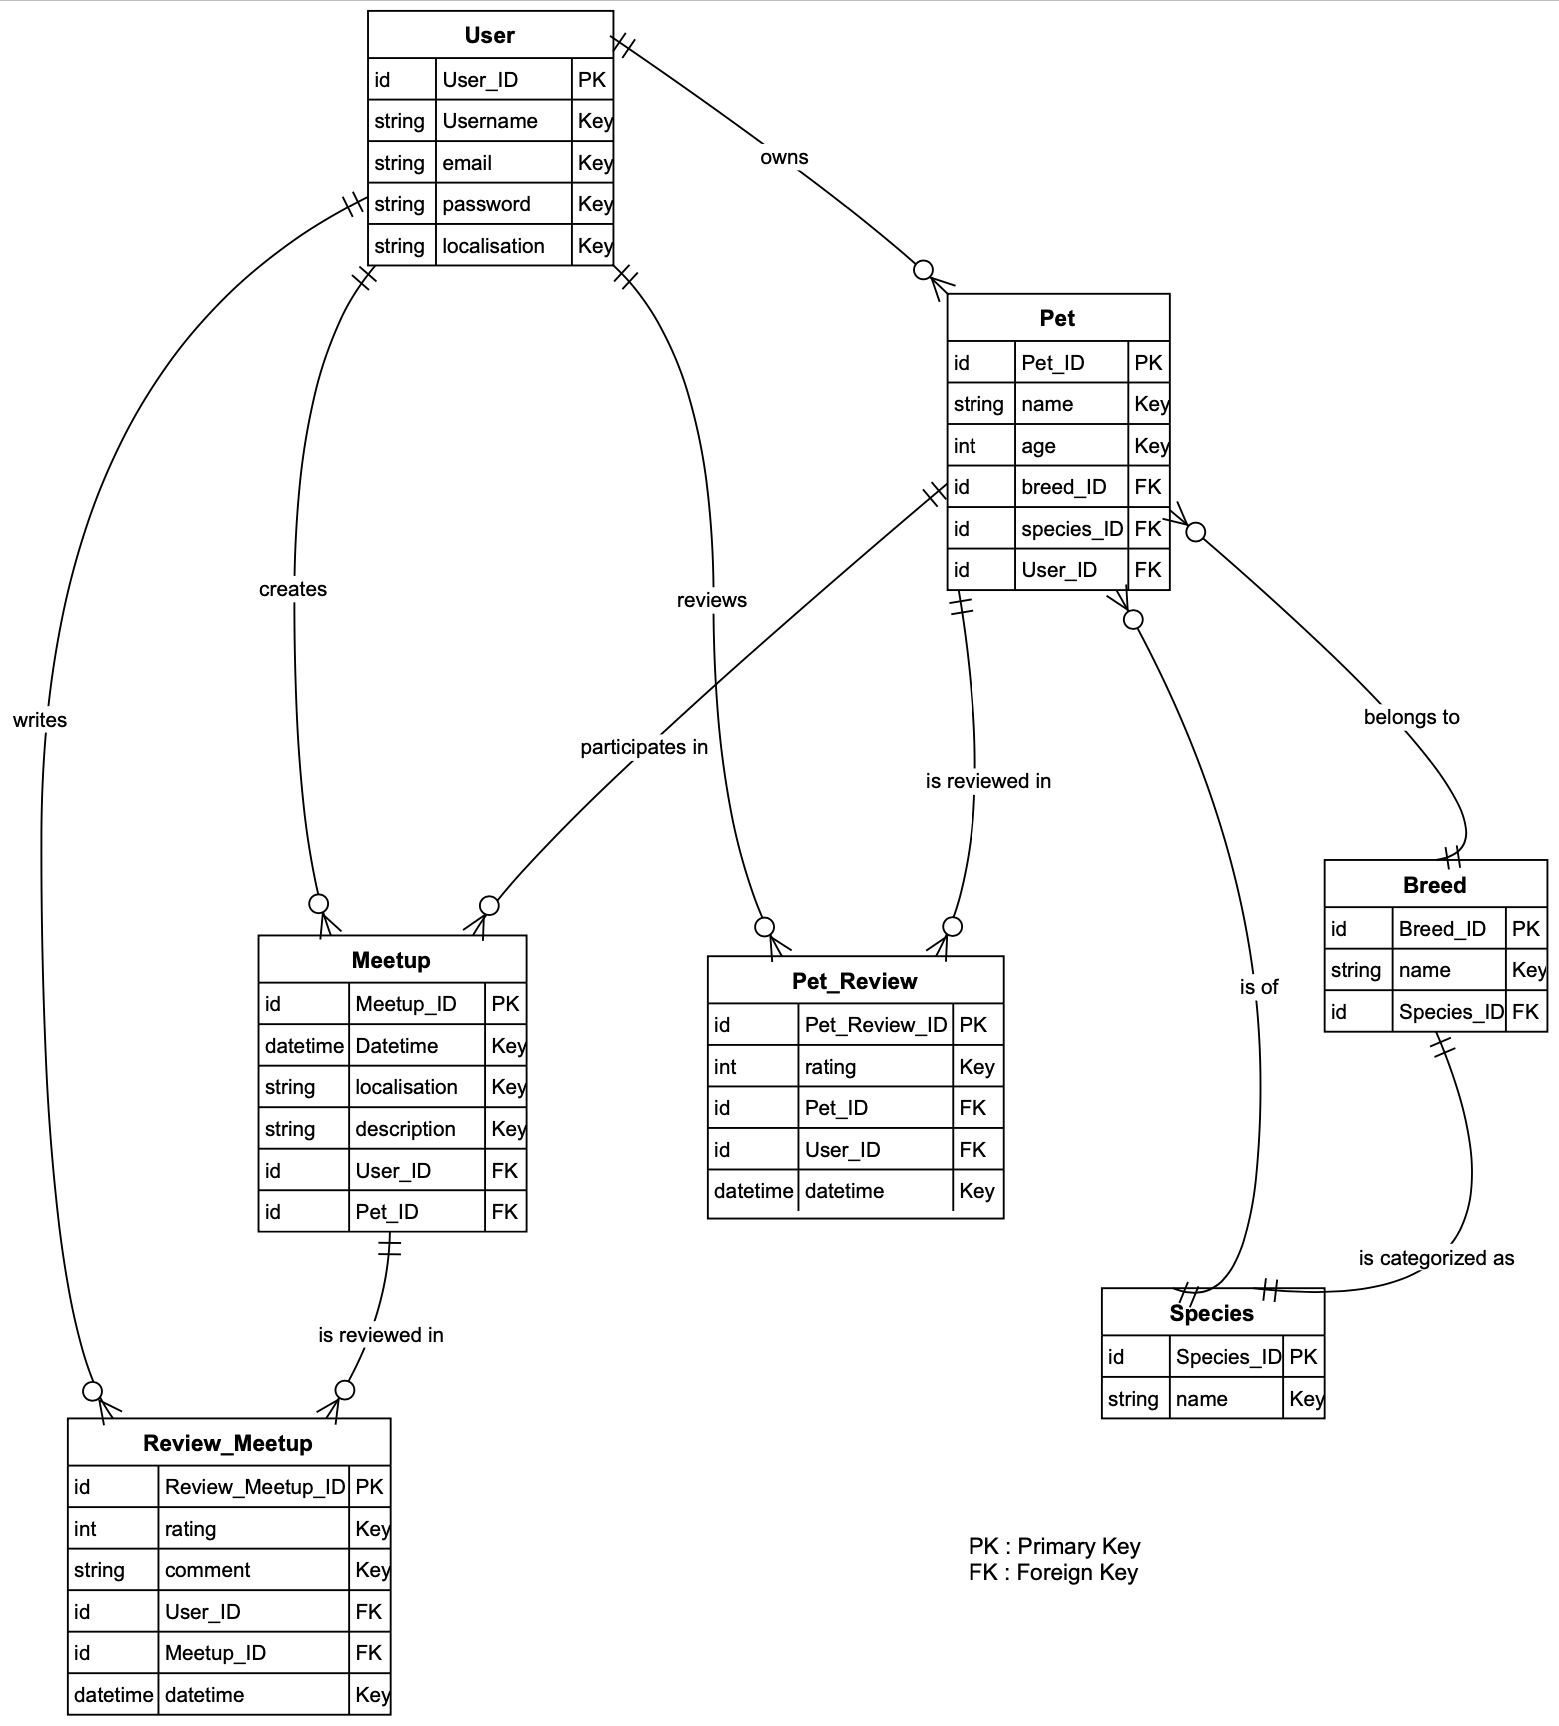 User
id User_ID PK
string Username Key
string email Key
string password Key
string localisation Key
owns
Pet
id Pet_ID PK
string name Key
int age Key
id breed_ID FK
id species_ID FK
id User_ID FK
creates
reviews
writes
belongs to
participates in
is reviewed in
Breed
id Breed_ID PK
string name Key
id Species_ID FK
Meetup
id Meetup_ID PK
datetime Datetime Key
string localisation Key
string description Key
id User_ID FK
id Pet_ID FK
Pet_Review
id Pet_Review_ID PK
int rating Key
id Pet_ID FK
id User_ID FK
datetime datetime Key
is of
is categorized as
is reviewed in
Species
id Species_ID PK
string name Key
Review_Meetup
id Review_Meetup_ID PK
int rating Key
string comment Key
id User_ID FK
id Meetup_ID FK
datetime datetime Key
PK : Primary Key
FK : Foreign Key